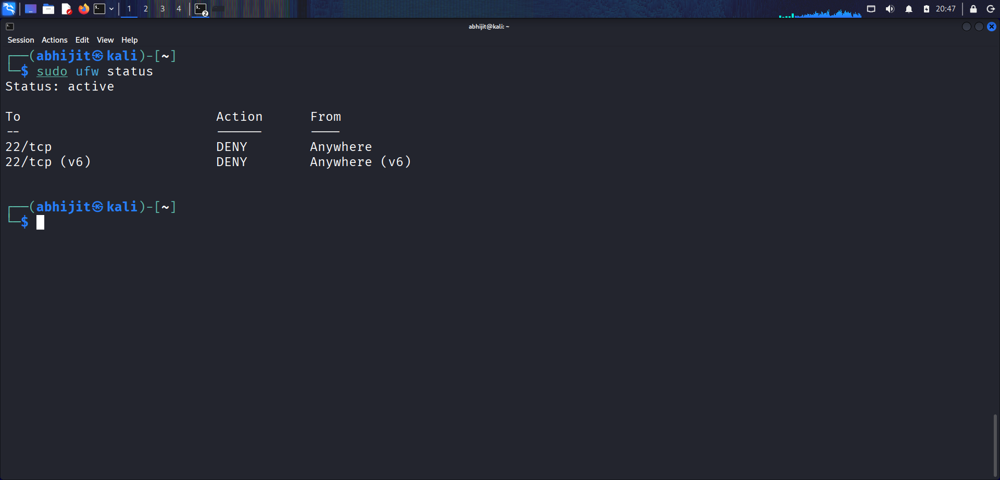 1 2 3 4 2 20:47
abhijit@kali: ~
Session Actions Edit View Help
┌──(abhijit㉿kali)-[~]
└─$ sudo ufw status
Status: active
To Action From
-- ------ ----
22/tcp DENY Anywhere
22/tcp (v6) DENY Anywhere (v6)
┌──(abhijit㉿kali)-[~]
└─$